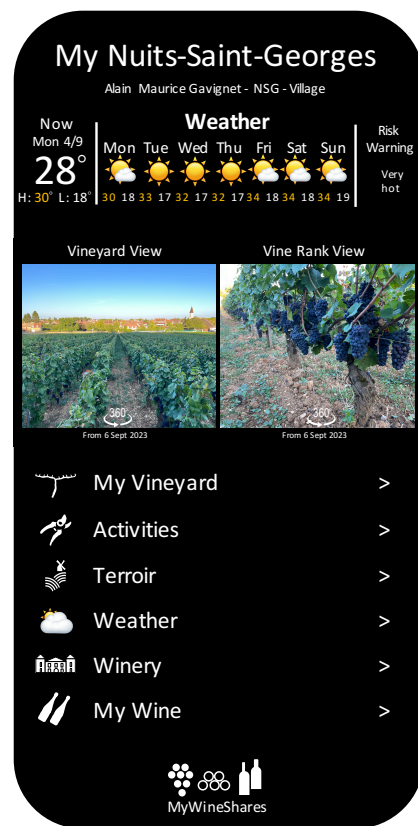 My Nuits-Saint-Georges
Alain Maurice Gavignet - NSG - Village
Now
Mon 4/9
28°
H: 30° L: 18°
Weather
Mon Tue Wed Thu Fri Sat Sun
30 18 33 17 32 17 32 17 34 18 34 18 34 19
Risk
Warning
Very
hot
Vineyard View
360
From 6 Sept 2023
Vine Rank View
360
From 6 Sept 2023
My Vineyard >
Activities >
Terroir >
Weather >
Winery >
My Wine >
MyWineShares